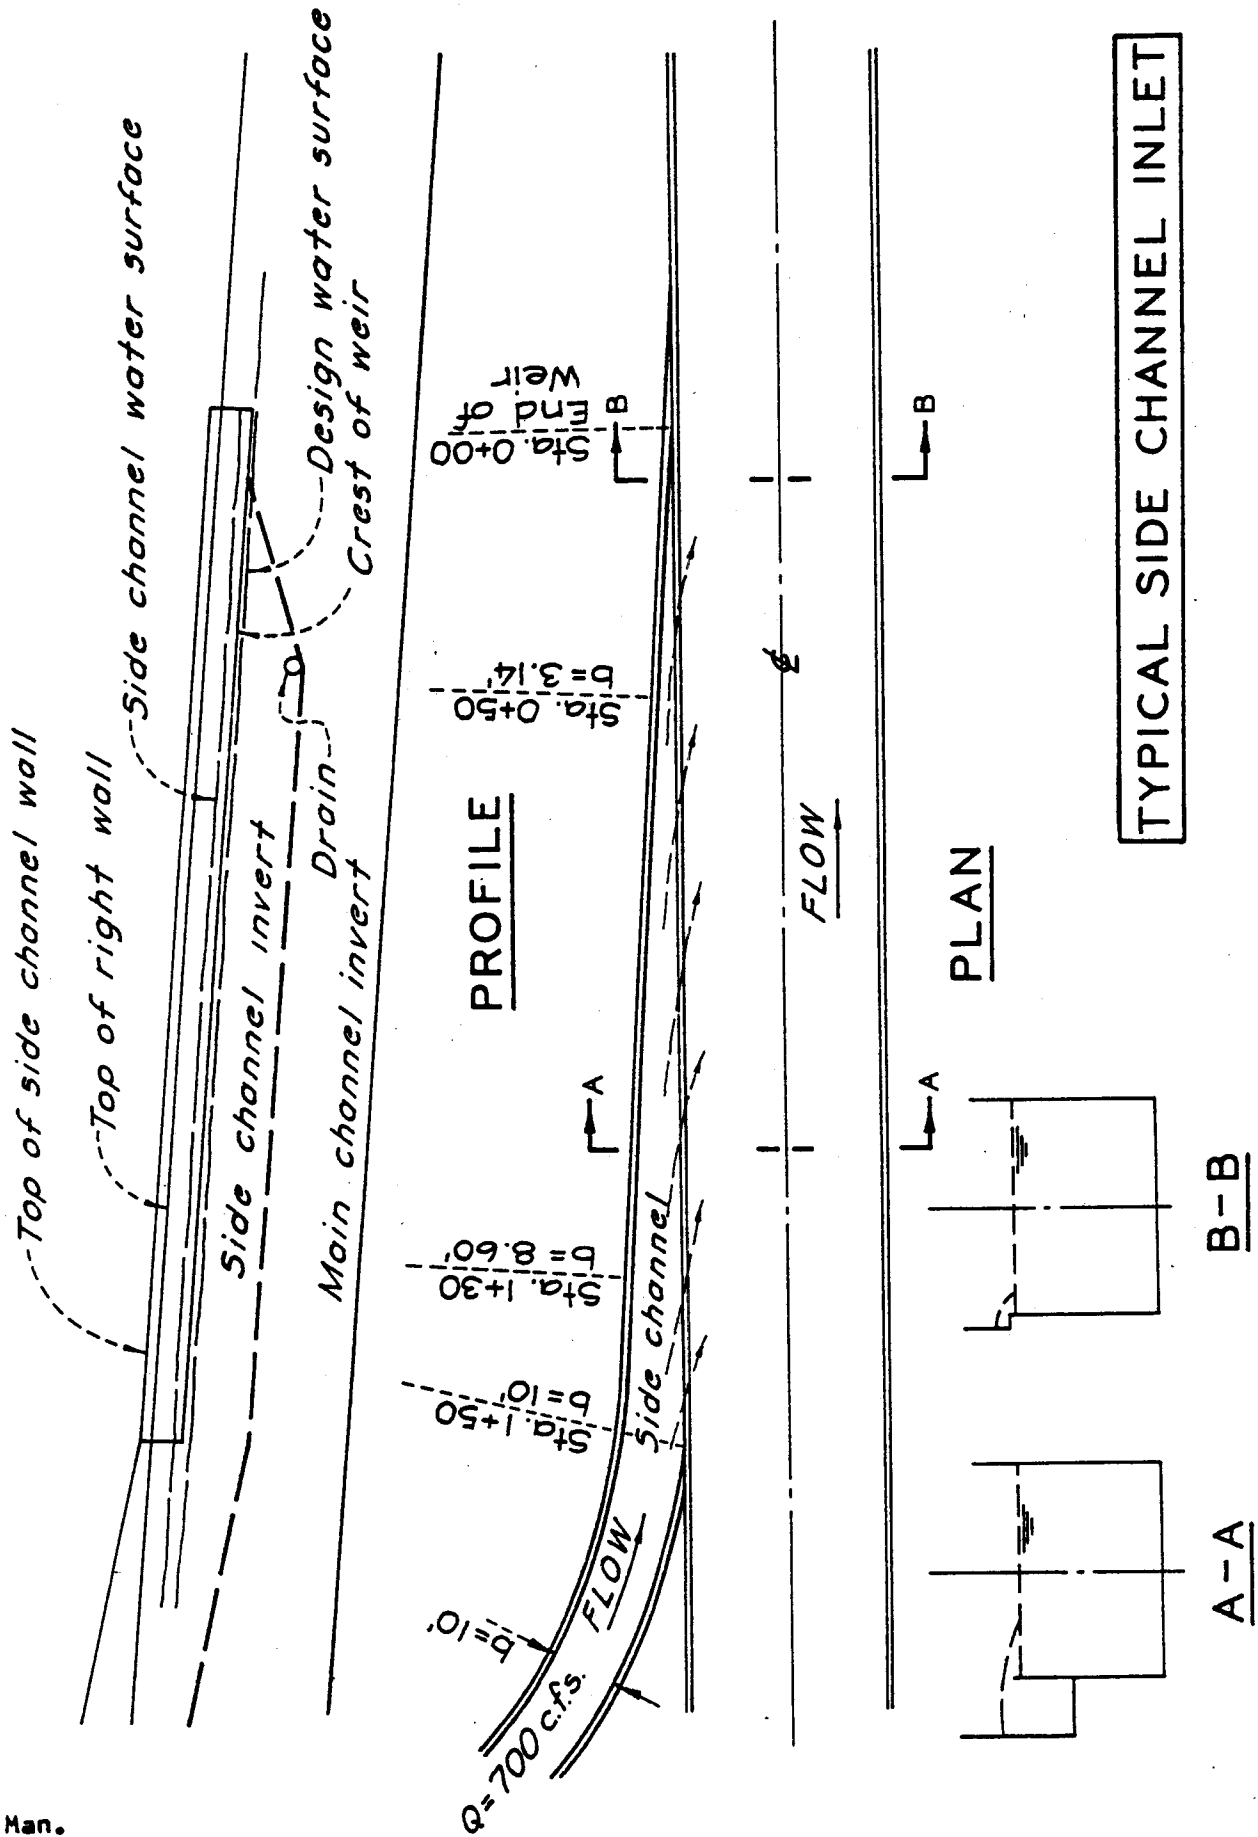 Top of side channel wall
Top of right wall
Side channel water surface
Side channel invert
Drain
Design water surface
Crest of weir
Main channel invert
PROFILE
Sta. 1+50
b=10'
Sta. 1+30
b=8.60'
Sta. 0+50
b=3.14'
Sta. 0+00
End of
Weir
b=10'
Q=700 c.f.s.
FLOW
Side channel
A
A
B
B
℄
FLOW
PLAN
A-A
B-B
TYPICAL SIDE CHANNEL INLET
Man.